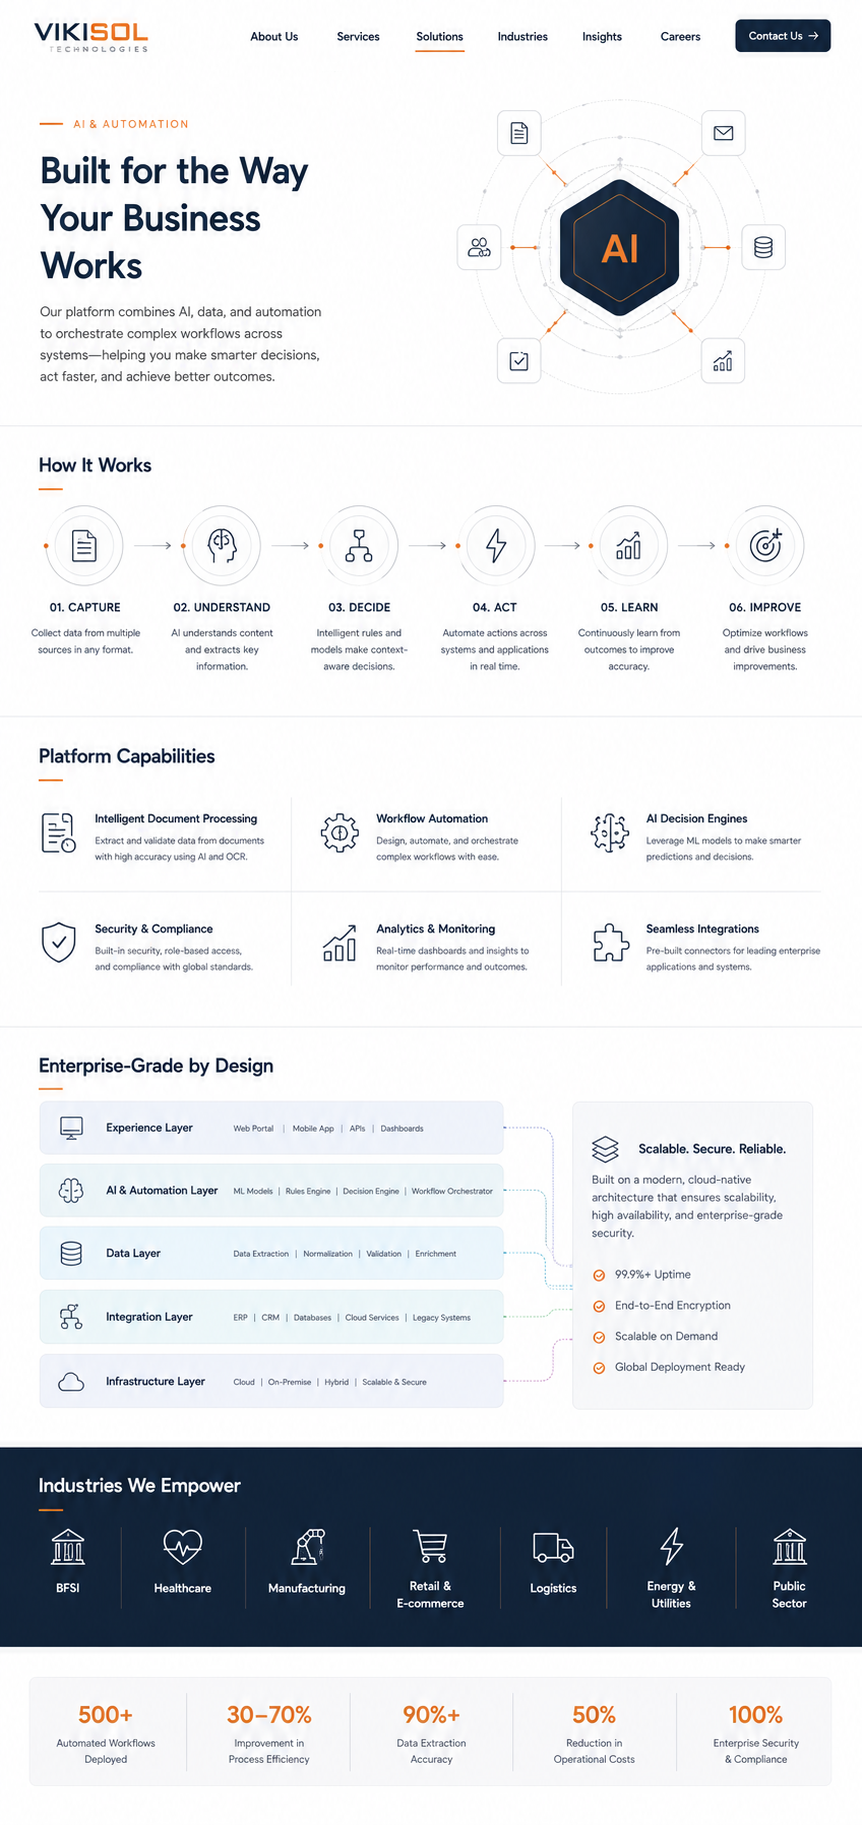 VIKISOL
TECHNOLOGIES
About Us
Services
Solutions
Industries
Insights
Careers
Contact Us →
AI & AUTOMATION
Built for the Way
Your Business
Works
Our platform combines AI, data, and automation
to orchestrate complex workflows across
systems—helping you make smarter decisions,
act faster, and achieve better outcomes.
AI
How It Works
01. CAPTURE
Collect data from multiple
sources in any format.
02. UNDERSTAND
AI understands content
and extracts key
information.
03. DECIDE
Intelligent rules and
models make context-
aware decisions.
04. ACT
Automate actions across
systems and applications
in real time.
05. LEARN
Continuously learn from
outcomes to improve
accuracy.
06. IMPROVE
Optimize workflows
and drive business
improvements.
Platform Capabilities
Intelligent Document Processing
Extract and validate data from documents
with high accuracy using AI and OCR.
Workflow Automation
Design, automate, and orchestrate
complex workflows with ease.
AI Decision Engines
Leverage ML models to make smarter
predictions and decisions.
Security & Compliance
Built-in security, role-based access,
and compliance with global standards.
Analytics & Monitoring
Real-time dashboards and insights to
monitor performance and outcomes.
Seamless Integrations
Pre-built connectors for leading enterprise
applications and systems.
Enterprise-Grade by Design
Experience Layer
Web Portal | Mobile App | APIs | Dashboards
AI & Automation Layer
ML Models | Rules Engine | Decision Engine | Workflow Orchestrator
Data Layer
Data Extraction | Normalization | Validation | Enrichment
Integration Layer
ERP | CRM | Databases | Cloud Services | Legacy Systems
Infrastructure Layer
Cloud | On-Premise | Hybrid | Scalable & Secure
Scalable. Secure. Reliable.
Built on a modern, cloud-native
architecture that ensures scalability,
high availability, and enterprise-grade
security.
99.9%+ Uptime
End-to-End Encryption
Scalable on Demand
Global Deployment Ready
Industries We Empower
BFSI
Healthcare
Manufacturing
Retail &
E-commerce
Logistics
Energy &
Utilities
Public
Sector
500+
Automated Workflows
Deployed
30–70%
Improvement in
Process Efficiency
90%+
Data Extraction
Accuracy
50%
Reduction in
Operational Costs
100%
Enterprise Security
& Compliance